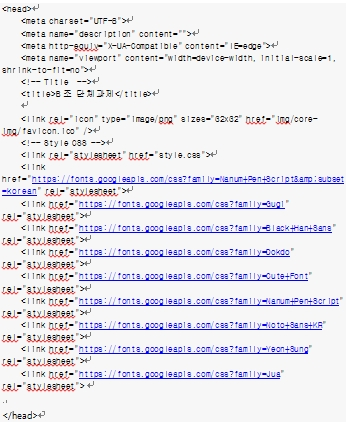 <head>↵
<meta charset="UTF-8">↵
<meta name="description" content="">↵
<meta http-equiv="X-UA-Compatible" content="IE=edge">↵
<meta name="viewport" content="width=device-width, initial-scale=1,
shrink-to-fit=no">↵
<!-- Title -->↵
<title>6조 단체과제</title>↵
↵
<link rel="icon" type="image/png" sizes="32x32" href="img/core-
img/favicon.ico" />↵
<!-- Style CSS -->↵
<link rel="stylesheet" href="style.css">↵
<link
href="https://fonts.googleapis.com/css?family=Nanum+Pen+Script&amp;subset
=korean" rel="stylesheet">↵
<link href="https://fonts.googleapis.com/css?family=Gugi"
rel="stylesheet">↵
<link href="https://fonts.googleapis.com/css?family=Black+Han+Sans"
rel="stylesheet">↵
<link href="https://fonts.googleapis.com/css?family=Dokdo"
rel="stylesheet">↵
<link href="https://fonts.googleapis.com/css?family=Cute+Font"
rel="stylesheet">↵
<link href="https://fonts.googleapis.com/css?family=Nanum+Pen+Script"
rel="stylesheet">↵
<link href="https://fonts.googleapis.com/css?family=Noto+Sans+KR"
rel="stylesheet">↵
<link href="https://fonts.googleapis.com/css?family=Yeon+Sung"
rel="stylesheet">↵
<link href="https://fonts.googleapis.com/css?family=Jua"
rel="stylesheet"> ↵
↵
</head>↵